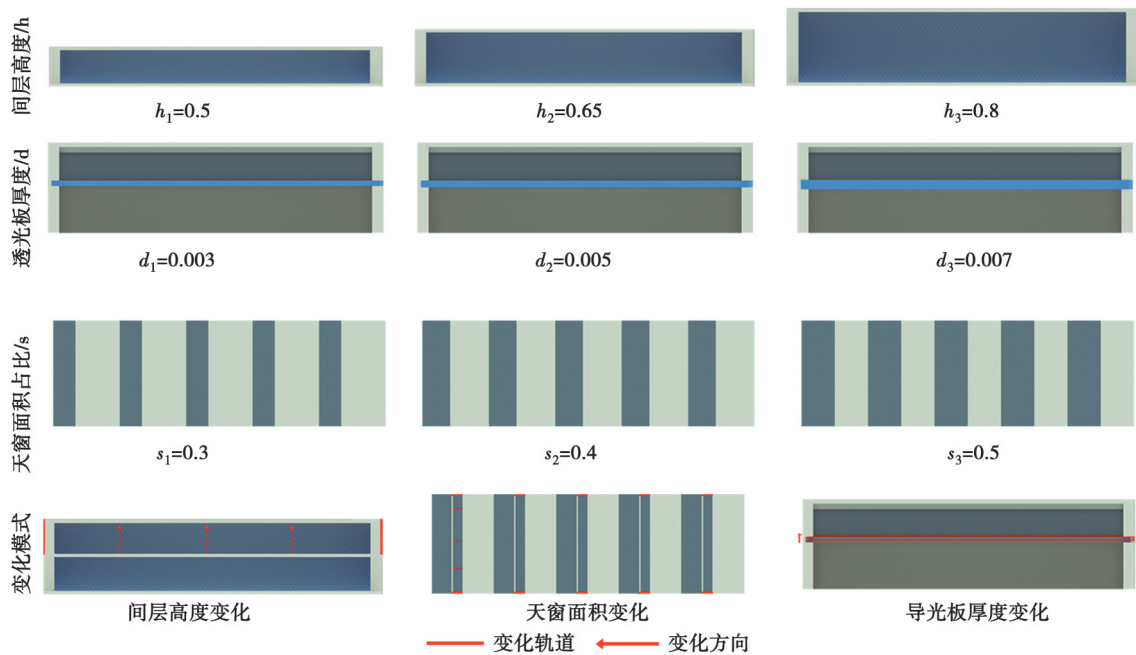 间层高度/h
h₁=0.5
h₂=0.65
h₃=0.8
透光板厚度/d
d₁=0.003
d₂=0.005
d₃=0.007
天窗面积占比/s
s₁=0.3
s₂=0.4
s₃=0.5
变化模式
间层高度变化
天窗面积变化
导光板厚度变化
变化轨道
变化方向